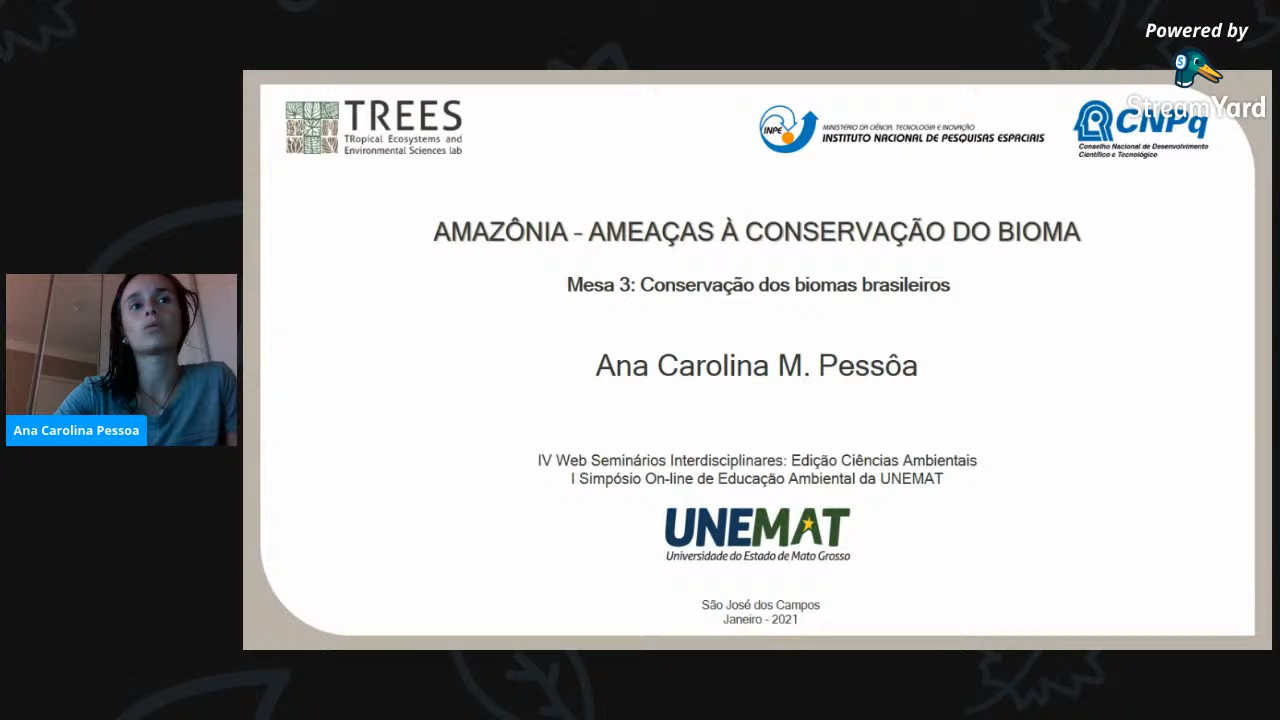 Powered by
StreamYard
TREES
TRopical Ecosystems and
Environmental Sciences lab
INPE
MINISTÉRIO DA CIÊNCIA, TECNOLOGIA E INOVAÇÃO
INSTITUTO NACIONAL DE PESQUISAS ESPACIAIS
CNPq
Conselho Nacional de Desenvolvimento
Científico e Tecnológico
AMAZÔNIA - AMEAÇAS À CONSERVAÇÃO DO BIOMA
Mesa 3: Conservação dos biomas brasileiros
Ana Carolina M. Pessôa
Ana Carolina Pessoa
IV Web Seminários Interdisciplinares: Edição Ciências Ambientais
I Simpósio On-line de Educação Ambiental da UNEMAT
UNEMAT
Universidade do Estado de Mato Grosso
São José dos Campos
Janeiro - 2021